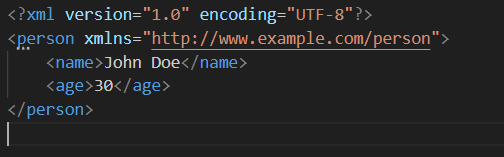 <?xml version="1.0" encoding="UTF-8"?>
<person xmlns="http://www.example.com/person">
    <name>John Doe</name>
    <age>30</age>
</person>